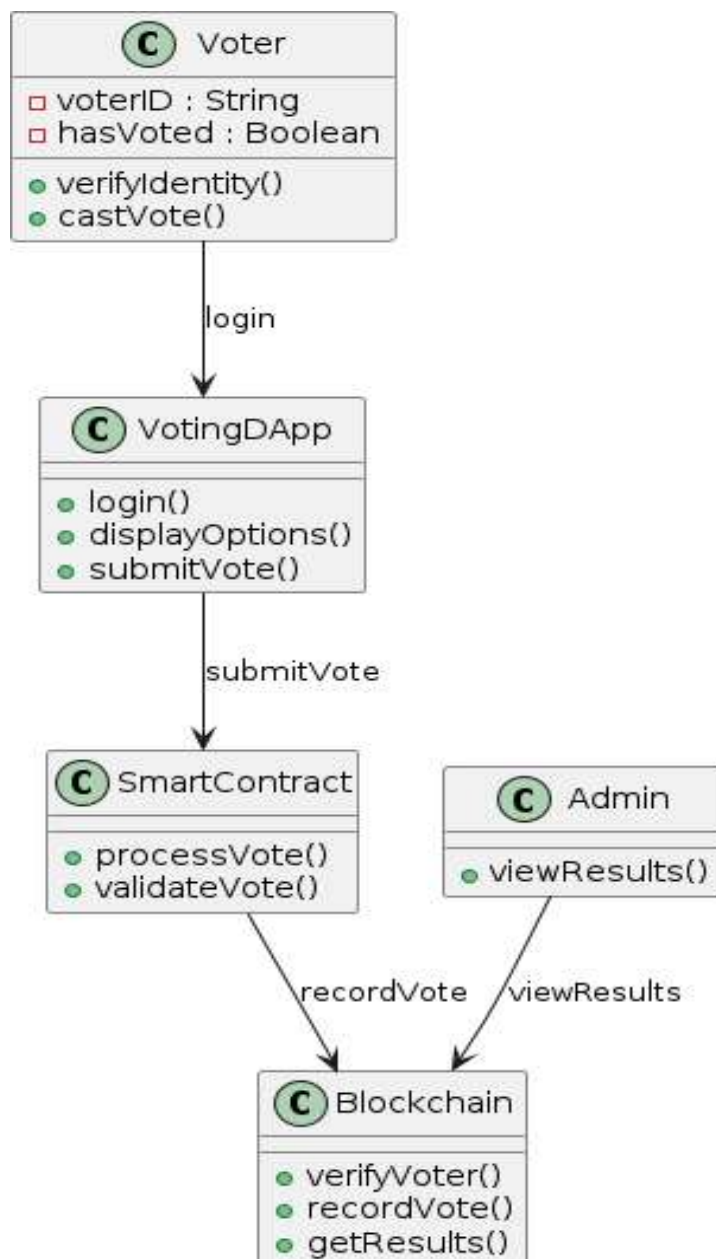 C Voter
voterID : String
hasVoted : Boolean
verifyIdentity()
castVote()
login
C VotingDApp
login()
displayOptions()
submitVote()
submitVote
C SmartContract
processVote()
validateVote()
C Admin
viewResults()
recordVote
viewResults
C Blockchain
verifyVoter()
recordVote()
getResults()